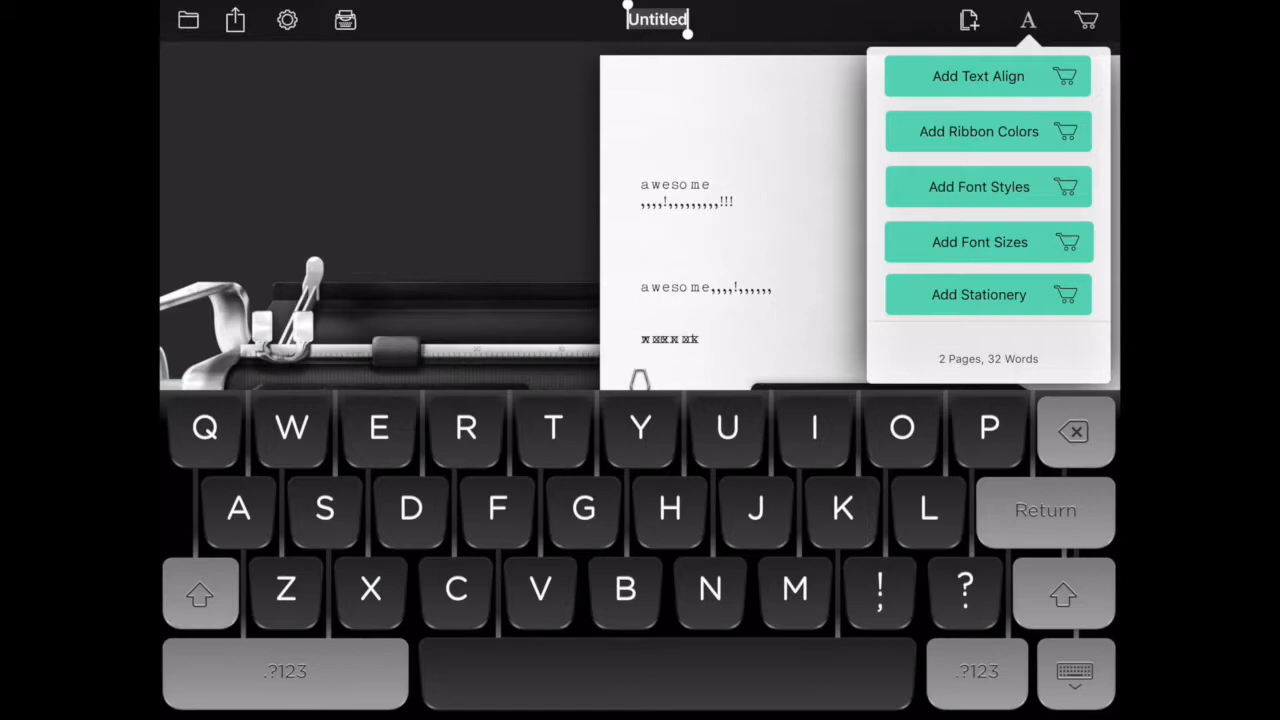 Untitled
A
Add Text Align
Add Ribbon Colors
Add Font Styles
Add Font Sizes
Add Stationery
2 Pages, 32 Words
awesome
,,,,!,,,,,,,,,!!!
awesome,,,,!,,,,,,
Q W E R T Y U I O P
A S D F G H J K L Return
Z X C V B N M ! , ?
.?123 .?123